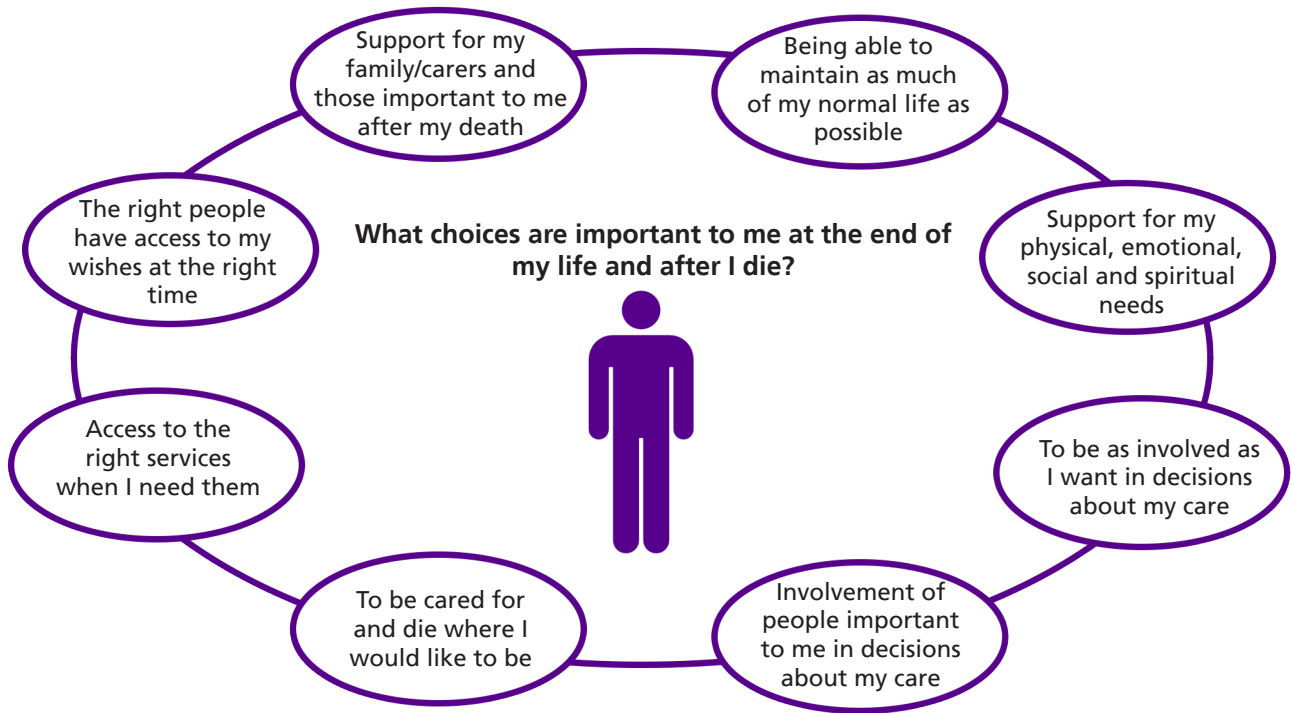 What choices are important to me at the end of
my life and after I die?
Being able to
maintain as much
of my normal life as
possible
Support for my
physical, emotional,
social and spiritual
needs
To be as involved as
I want in decisions
about my care
Involvement of
people important
to me in decisions
about my care
To be cared for
and die where I
would like to be
Access to the
right services
when I need them
The right people
have access to my
wishes at the right
time
Support for my
family/carers and
those important to me
after my death